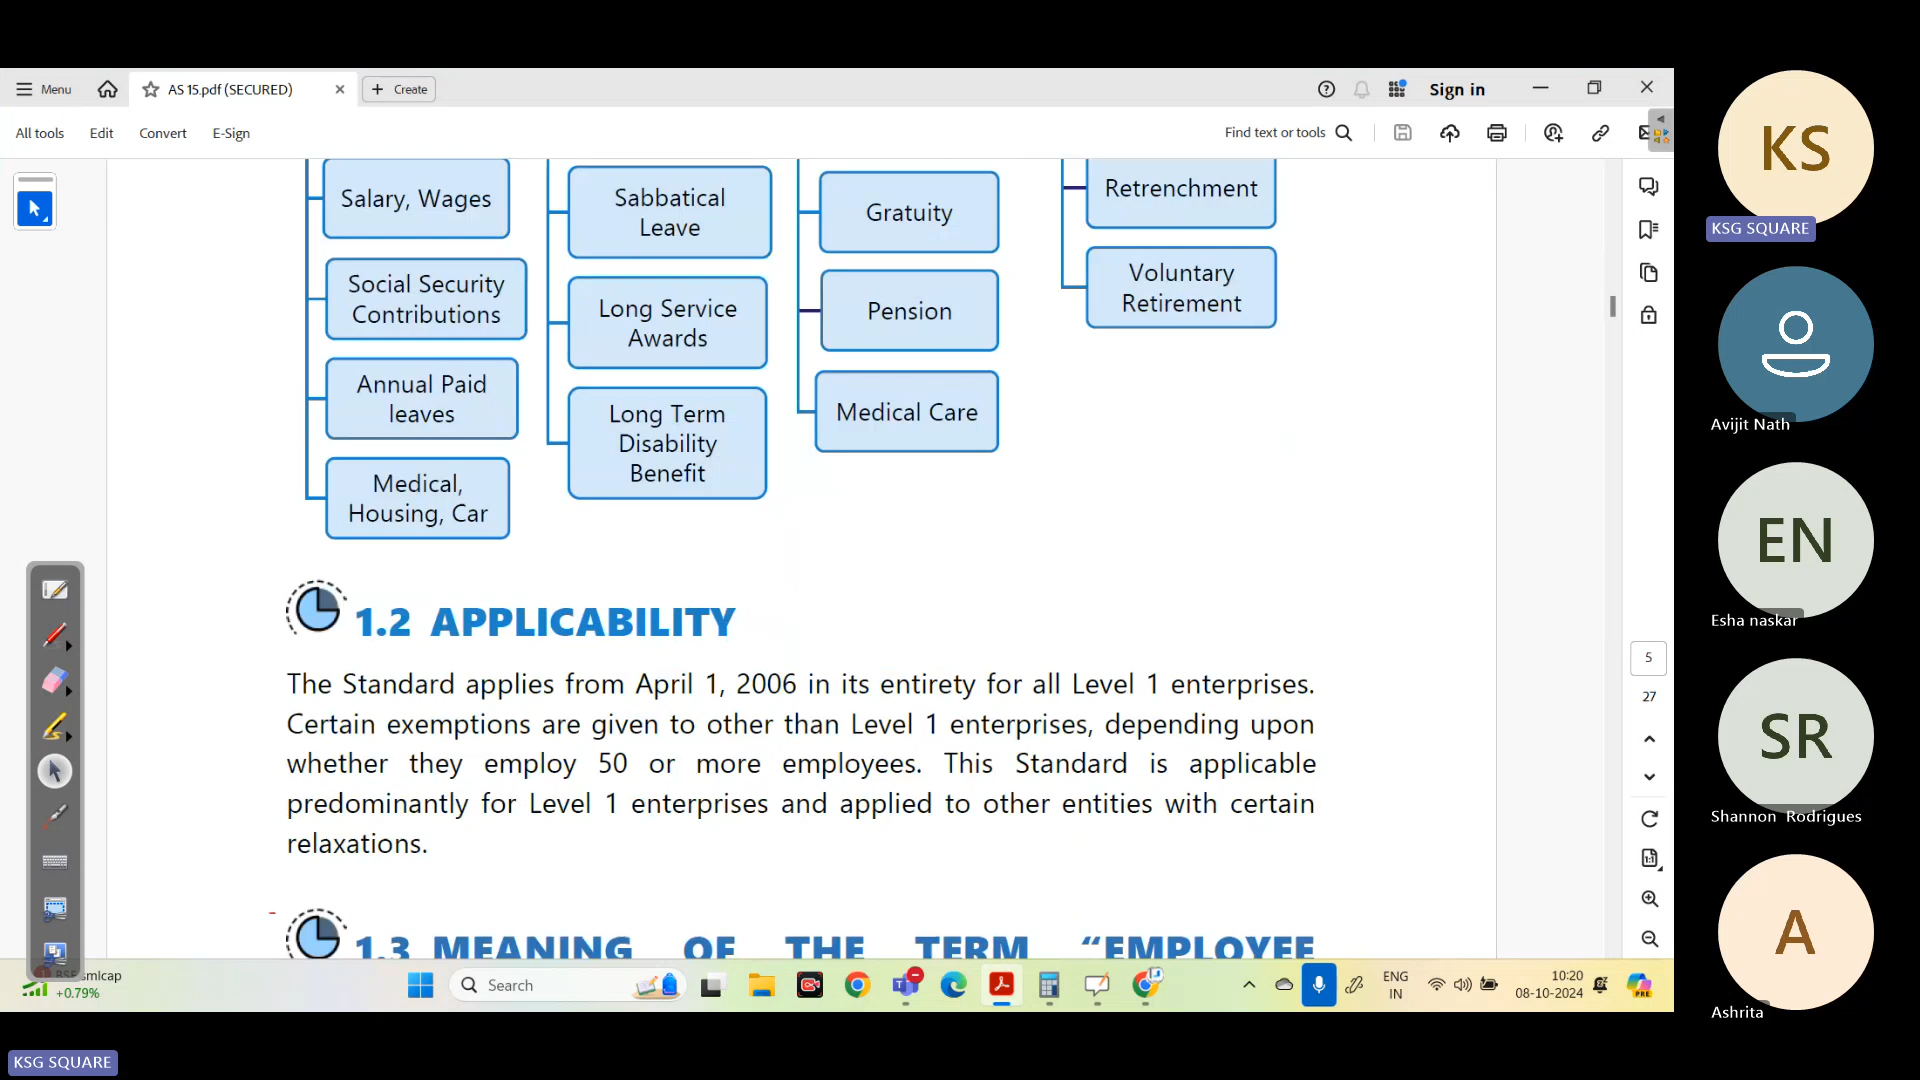 Menu
AS 15.pdf (SECURED)
Create
Sign in
All tools
Edit
Convert
E-Sign
Find text or tools
Salary, Wages
Social Security
Contributions
Annual Paid
leaves
Medical,
Housing, Car
Sabbatical
Leave
Long Service
Awards
Long Term
Disability
Benefit
Gratuity
Pension
Medical Care
Retrenchment
Voluntary
Retirement
1.2 APPLICABILITY
The Standard applies from April 1, 2006 in its entirety for all Level 1 enterprises.
Certain exemptions are given to other than Level 1 enterprises, depending upon
whether they employ 50 or more employees. This Standard is applicable
predominantly for Level 1 enterprises and applied to other entities with certain
relaxations.
1.3 MEANING OF THE TERM “EMPLOYEE
5
27
smlcap
+0.79%
Search
ENG
IN
10:20
08-10-2024
PRE
KS
KSG SQUARE
Avijit Nath
EN
Esha naskar
SR
Shannon Rodrigues
A
Ashrita
KSG SQUARE